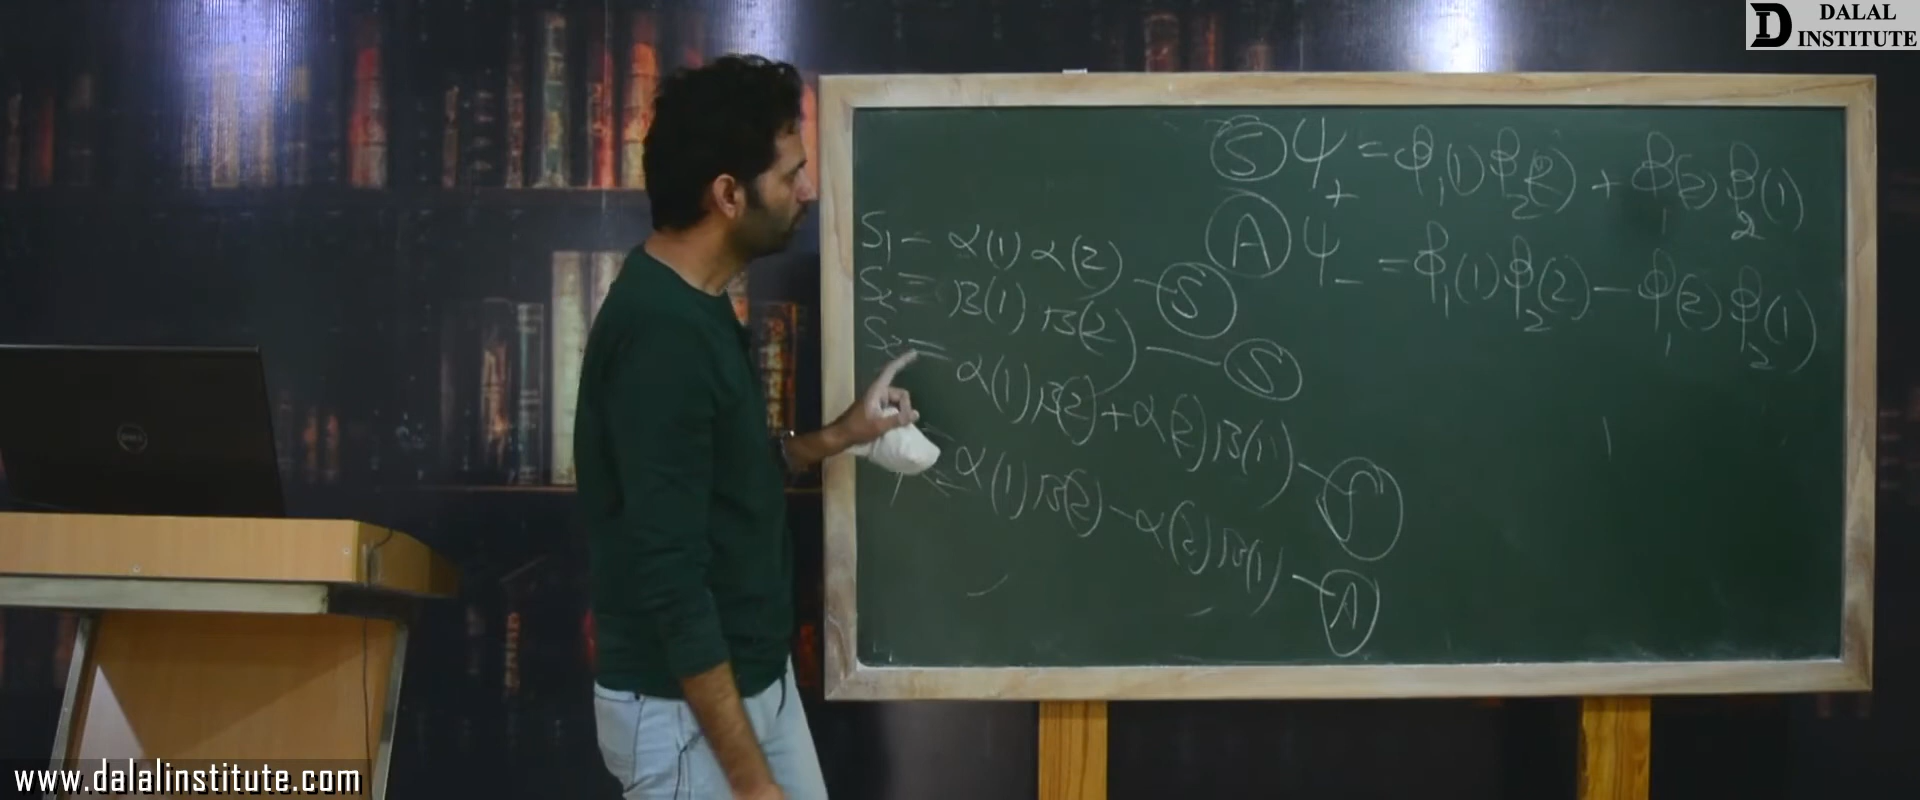 DALAL
INSTITUTE
S ψ₊ = φ₁(1) φ₂(2) + φ₁(2) φ₂(1)
A ψ₋ = φ₁(1) φ₂(2) − φ₁(2) φ₂(1)
S₁ − α(1) α(2) — S
S₂ = β(1) β(2) — S
= α(1) β(2) + α(2) β(1) — S
= α(1) β(2) − α(2) β(1) — A
DELL
www.dalalinstitute.com